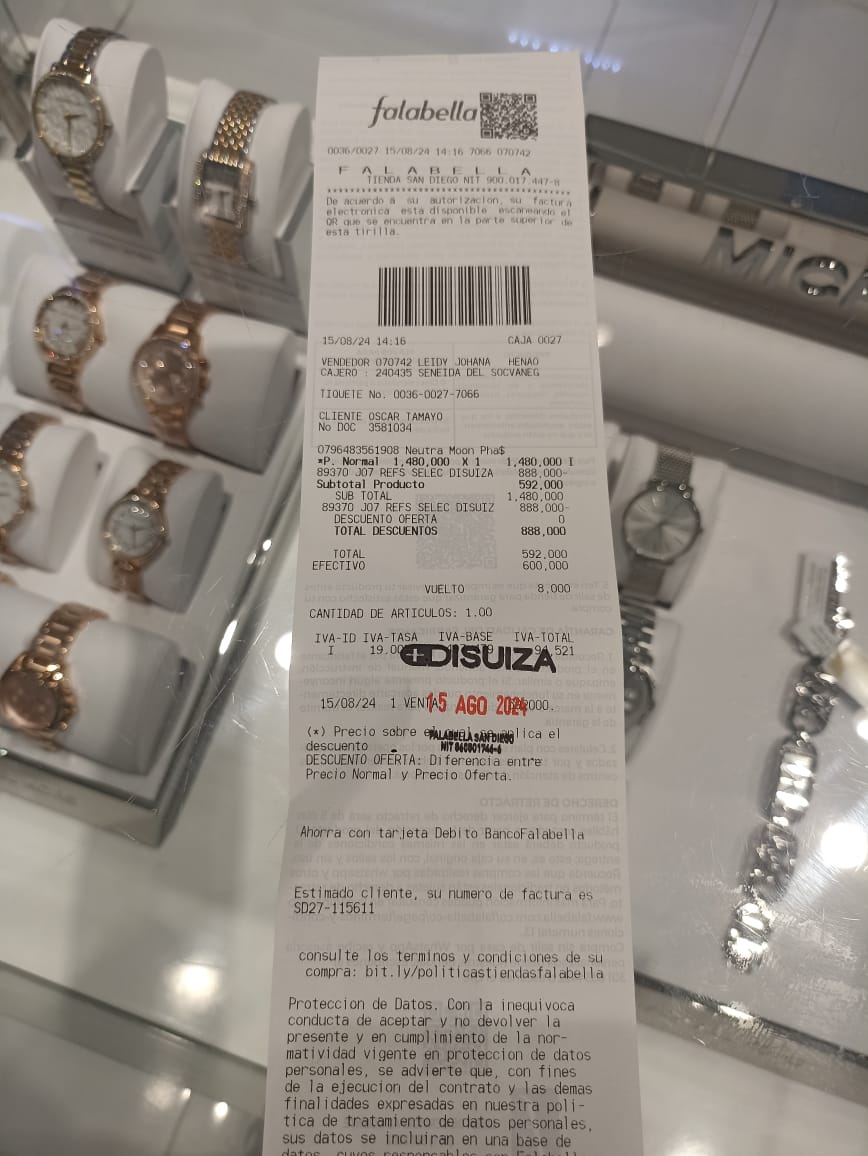 falabella
0036/0027 15/08/24 14:16 7066 070742
F A L A B E L L A
TIENDA SAN DIEGO NIT 900.017.447-8
De acuerdo a su autorizacion, su factura
electronica esta disponible escaneando el
QR que se encuentra en la parte superior de
esta tirilla.
15/08/24 14:16 CAJA 0027
VENDEDOR 070742 LEIDY JOHANA HENAO
CAJERO : 240435 SENEIDA DEL SOCVANEG
TIQUETE No. 0036-0027-7066
CLIENTE OSCAR TAMAYO
No DOC 3581034
0796483561908 Neutra Moon Pha$
*P. Normal 1,480,000 X 1 1,480,000 I
89370 J07 REFS SELEC DISUIZA 888,000-
Subtotal Producto 592,000
SUB TOTAL 1,480,000
89370 J07 REFS SELEC DISUIZ 888,000-
DESCUENTO OFERTA 0
TOTAL DESCUENTOS 888,000
TOTAL 592,000
EFECTIVO 600,000
VUELTO 8,000
CANTIDAD DE ARTICULOS: 1.00
IVA-ID IVA-TASA IVA-BASE IVA-TOTAL
I 19.00
DISUIZA
15/08/24 1 VENTA
15 AGO 2024
(*) Precio sobre el cual se aplica el
descuento
FALABELLA SAN DIEGO
DESCUENTO OFERTA: Diferencia entre
Precio Normal y Precio Oferta.
Ahorra con tarjeta Debito BancoFalabella
Estimado cliente, su numero de factura es
SD27-115611
consulte los terminos y condiciones de su
compra: bit.ly/politicastiendasfalabella
Proteccion de Datos. Con la inequivoca
conducta de aceptar y no devolver la
presente y en cumplimiento de la nor-
matividad vigente en proteccion de datos
personales, se advierte que, con fines
de la ejecucion del contrato y las demas
finalidades expresadas en nuestra poli-
tica de tratamiento de datos personales,
sus datos se incluiran en una base de
datos, cuyos responsables son
MICH